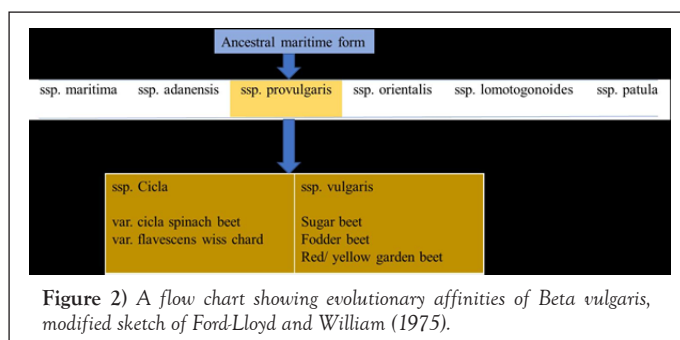 Ancestral maritime form
ssp. maritima ssp. adanensis ssp. provulgaris ssp. orientalis ssp. lomotogonoides ssp. patula
ssp. Cicla
var. cicla spinach beet
var. flavescens wiss chard
ssp. vulgaris
Sugar beet
Fodder beet
Red/ yellow garden beet
Figure 2) A flow chart showing evolutionary affinities of Beta vulgaris,
modified sketch of Ford-Lloyd and William (1975).